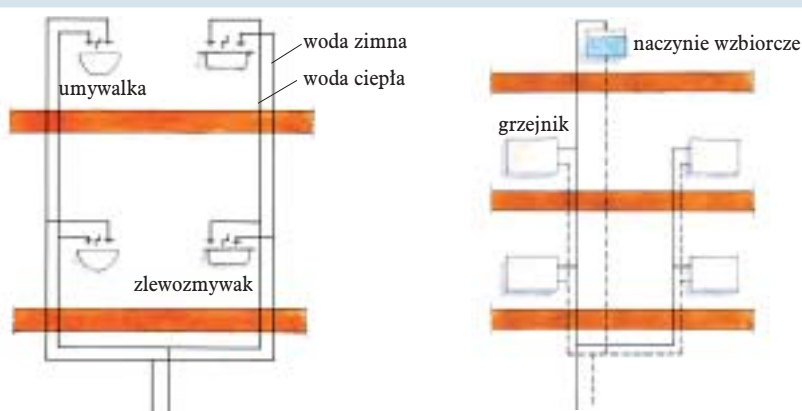 woda zimna
woda ciepła
umywalka
zlewozmywak
naczynie wzbiorcze
grzejnik